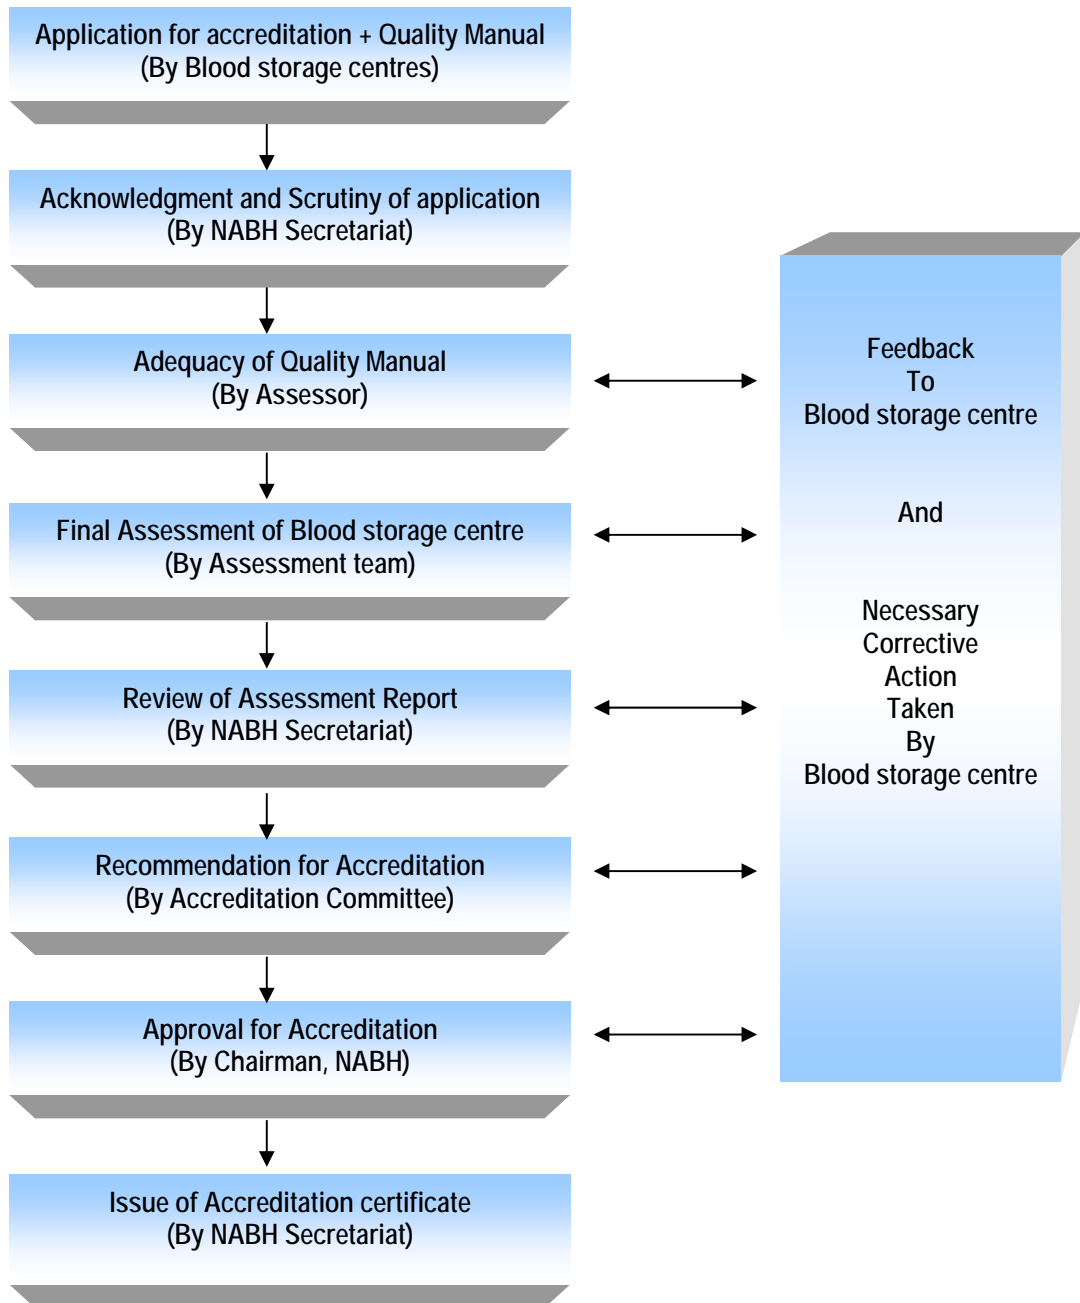 Application for accreditation + Quality Manual
(By Blood storage centres)
Acknowledgment and Scrutiny of application
(By NABH Secretariat)
Adequacy of Quality Manual
(By Assessor)
Final Assessment of Blood storage centre
(By Assessment team)
Review of Assessment Report
(By NABH Secretariat)
Recommendation for Accreditation
(By Accreditation Committee)
Approval for Accreditation
(By Chairman, NABH)
Issue of Accreditation certificate
(By NABH Secretariat)
Feedback
To
Blood storage centre
And
Necessary
Corrective
Action
Taken
By
Blood storage centre